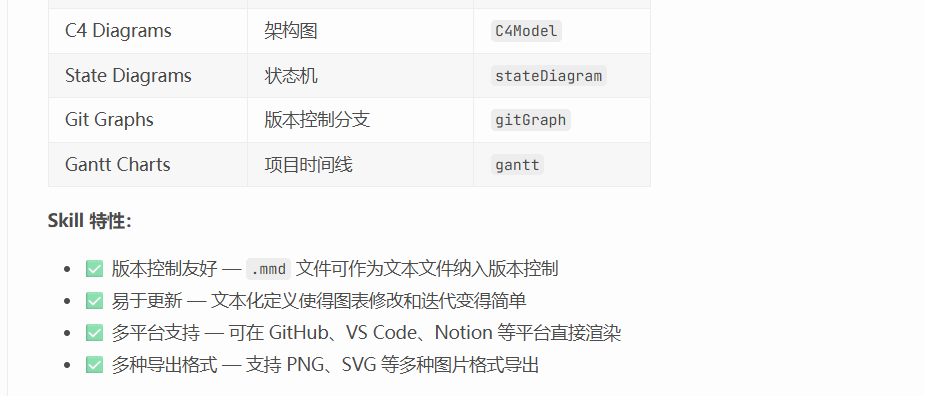 C4 Diagrams 架构图 C4Model
State Diagrams 状态机 stateDiagram
Git Graphs 版本控制分支 gitGraph
Gantt Charts 项目时间线 gantt
Skill 特性：
• ✅ 版本控制友好 — .mmd 文件可作为文本文件纳入版本控制
• ✅ 易于更新 — 文本化定义使得图表修改和迭代变得简单
• ✅ 多平台支持 — 可在 GitHub、VS Code、Notion 等平台直接渲染
• ✅ 多种导出格式 — 支持 PNG、SVG 等多种图片格式导出